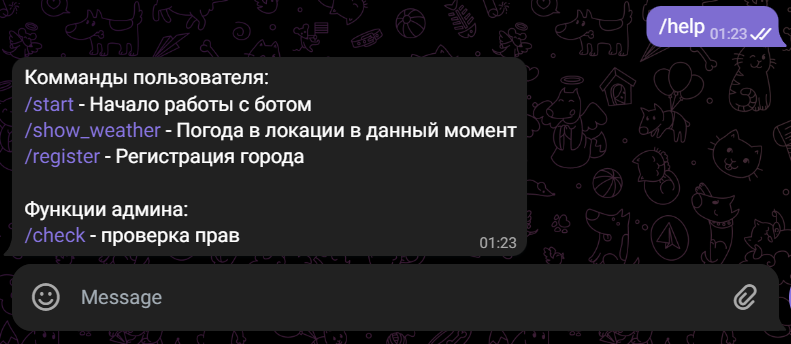 /help 01:23
Комманды пользователя:
/start - Начало работы с ботом
/show_weather - Погода в локации в данный момент
/register - Регистрация города
Функции админа:
/check - проверка прав
01:23
Message